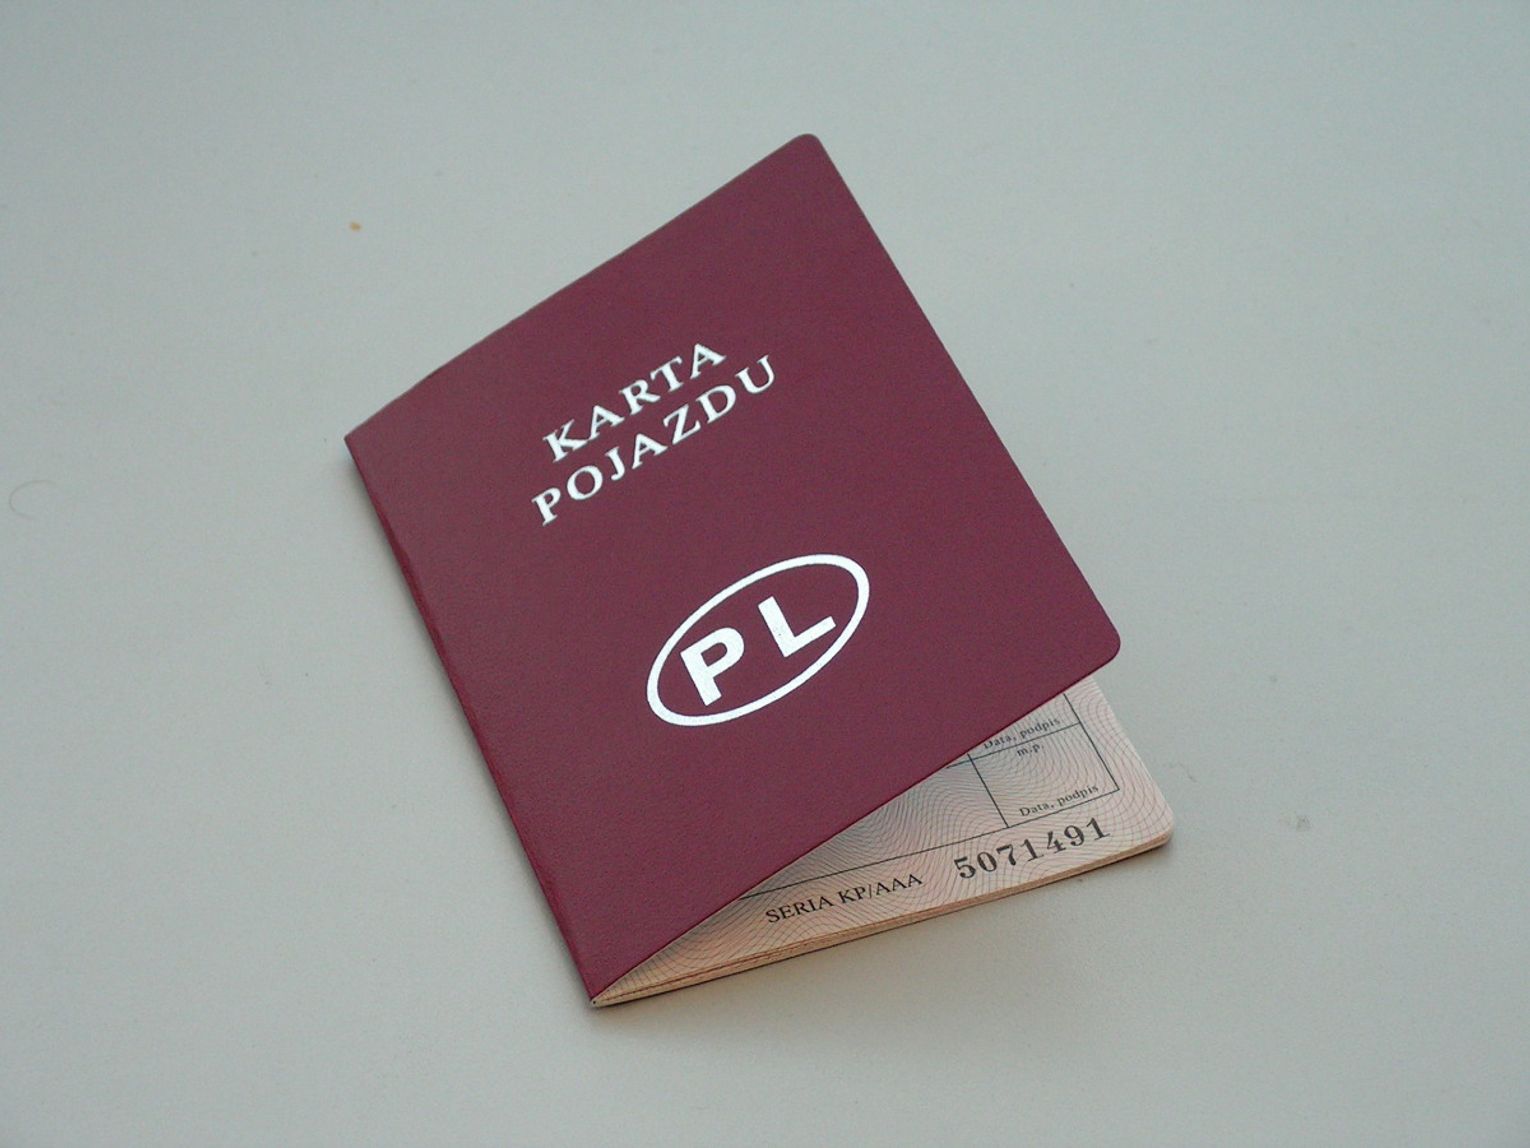 KARTA
POJAZDU
PL
Data, podpis
m.p.
Data, podpis
SERIA KP/AAA 5071491